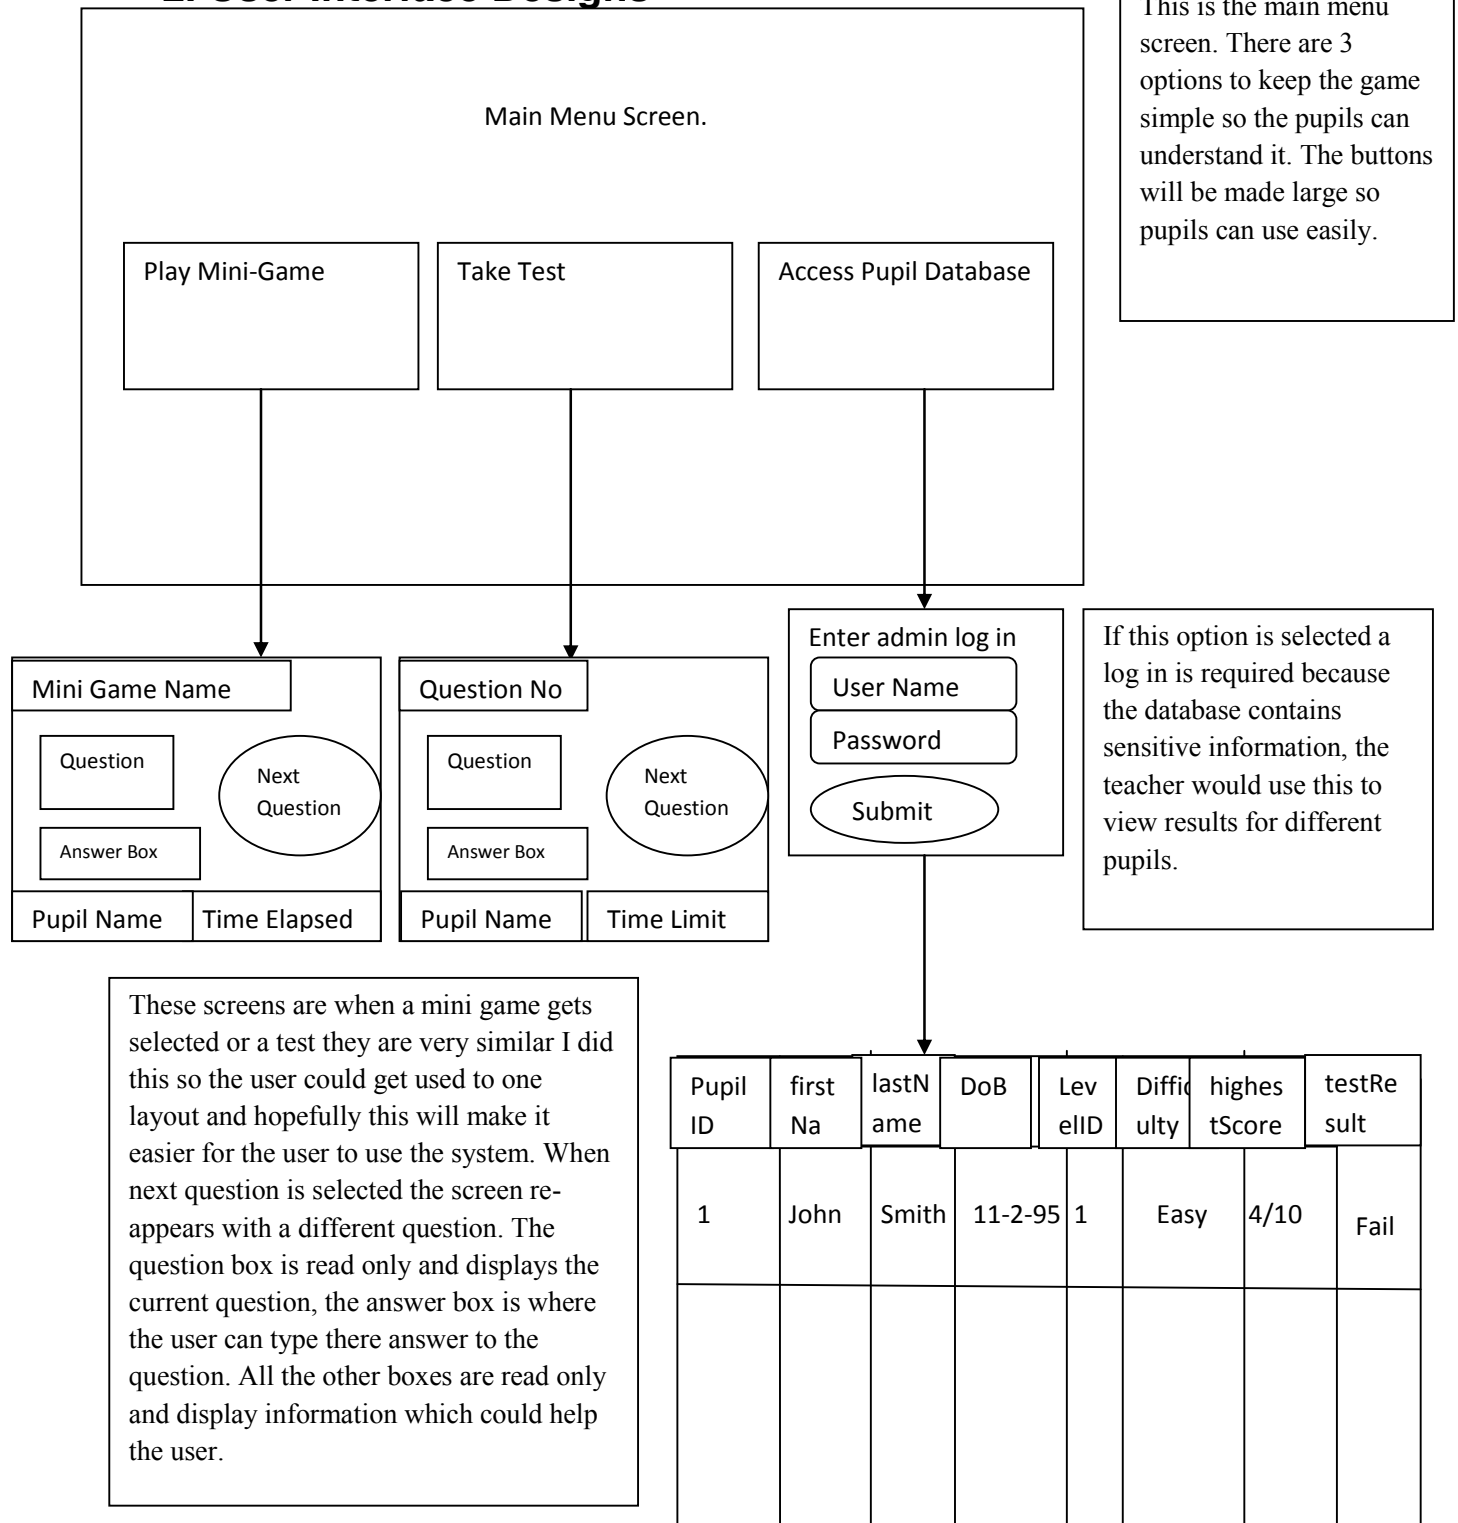 2. User Interface Designs
This is the main menu
screen. There are 3
options to keep the game
simple so the pupils can
understand it. The buttons
will be made large so
pupils can use easily.
Main Menu Screen.
Play Mini-Game
Take Test
Access Pupil Database
Mini Game Name
Question
Next
Question
Answer Box
Pupil Name
Time Elapsed
Question No
Question
Next
Question
Answer Box
Pupil Name
Time Limit
Enter admin log in
User Name
Password
Submit
If this option is selected a
log in is required because
the database contains
sensitive information, the
teacher would use this to
view results for different
pupils.
These screens are when a mini game gets
selected or a test they are very similar I did
this so the user could get used to one
layout and hopefully this will make it
easier for the user to use the system. When
next question is selected the screen re-
appears with a different question. The
question box is read only and displays the
current question, the answer box is where
the user can type there answer to the
question. All the other boxes are read only
and display information which could help
the user.
Pupil
ID
first
Na
lastN
ame
DoB
Lev
elID
Diffic
ulty
highes
tScore
testRe
sult
1 John Smith 11-2-95 1 Easy 4/10 Fail